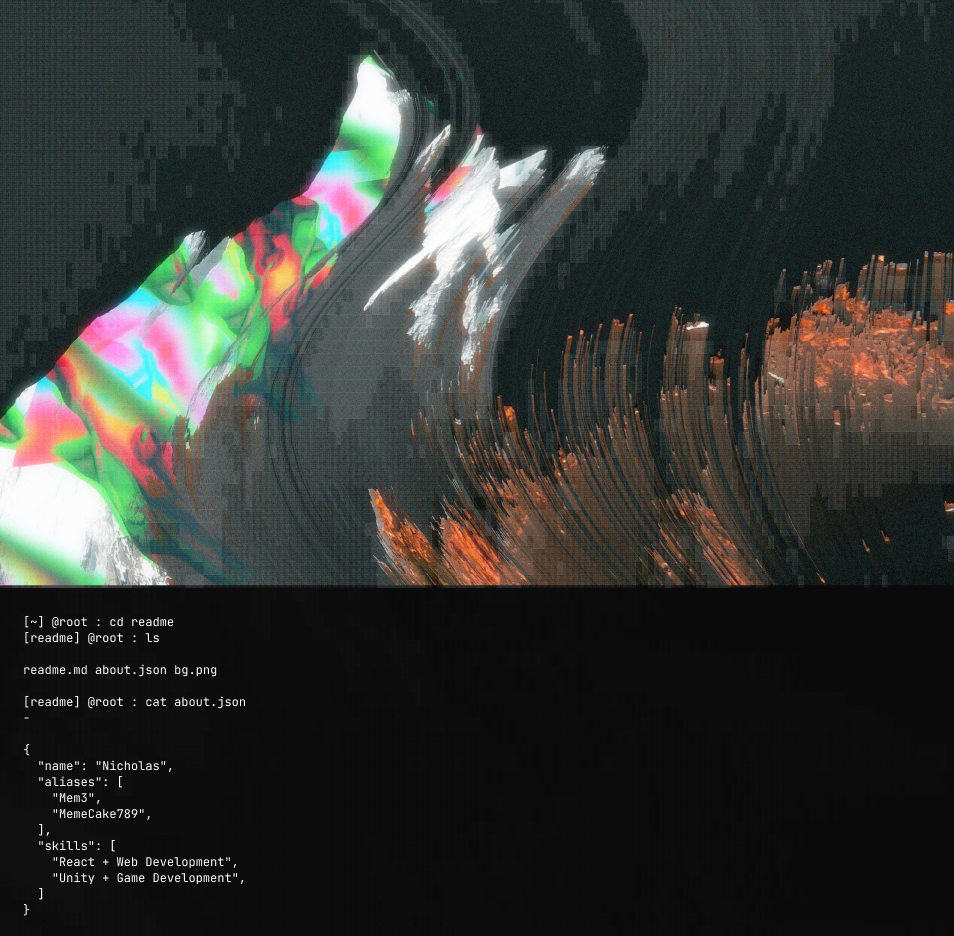 [~] @root : cd readme
[readme] @root : ls
readme.md about.json bg.png
[readme] @root : cat about.json
-
{
  "name": "Nicholas",
  "aliases": [
    "Mem3",
    "MemeCake789",
  ],
  "skills": [
    "React + Web Development",
    "Unity + Game Development",
  ]
}